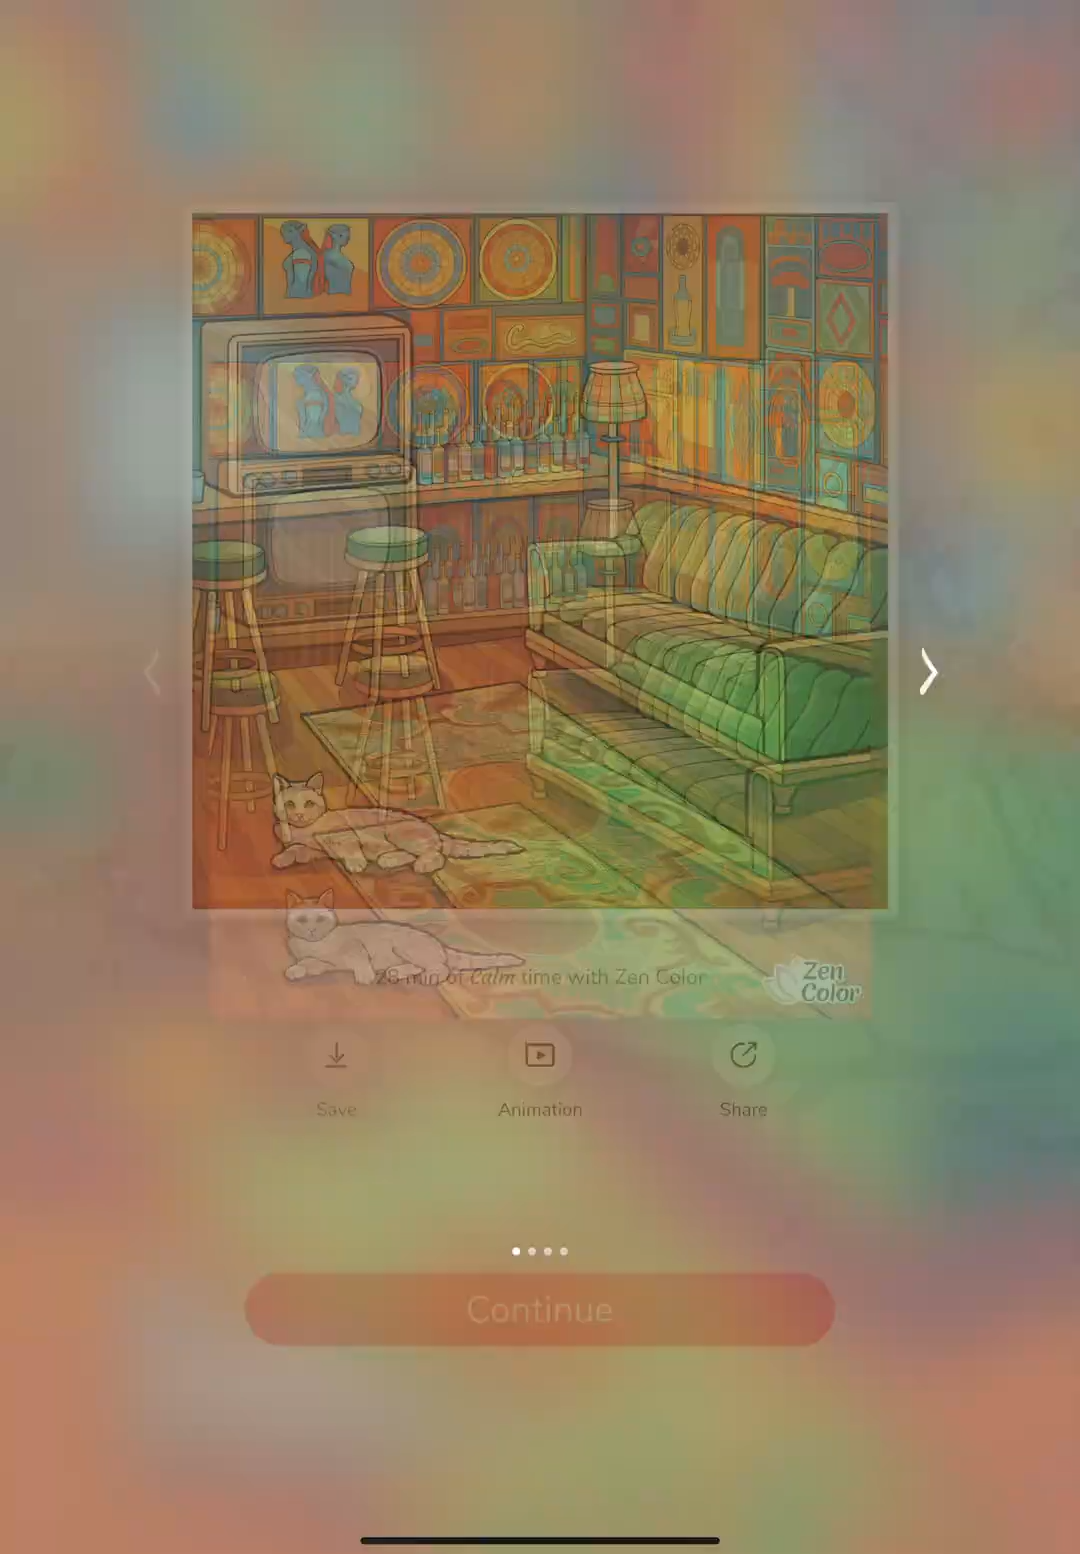 28 min of Calm time with Zen Color
Zen
Color
Save
Animation
Share
Continue